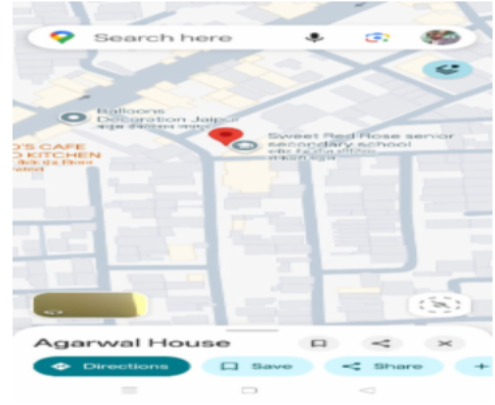 Search here
Balloons
Decoration Jaipur
Sweet Red Rose senior
secondary school
O'S CAFE
KITCHEN
Agarwal House
Directions
Save
Share